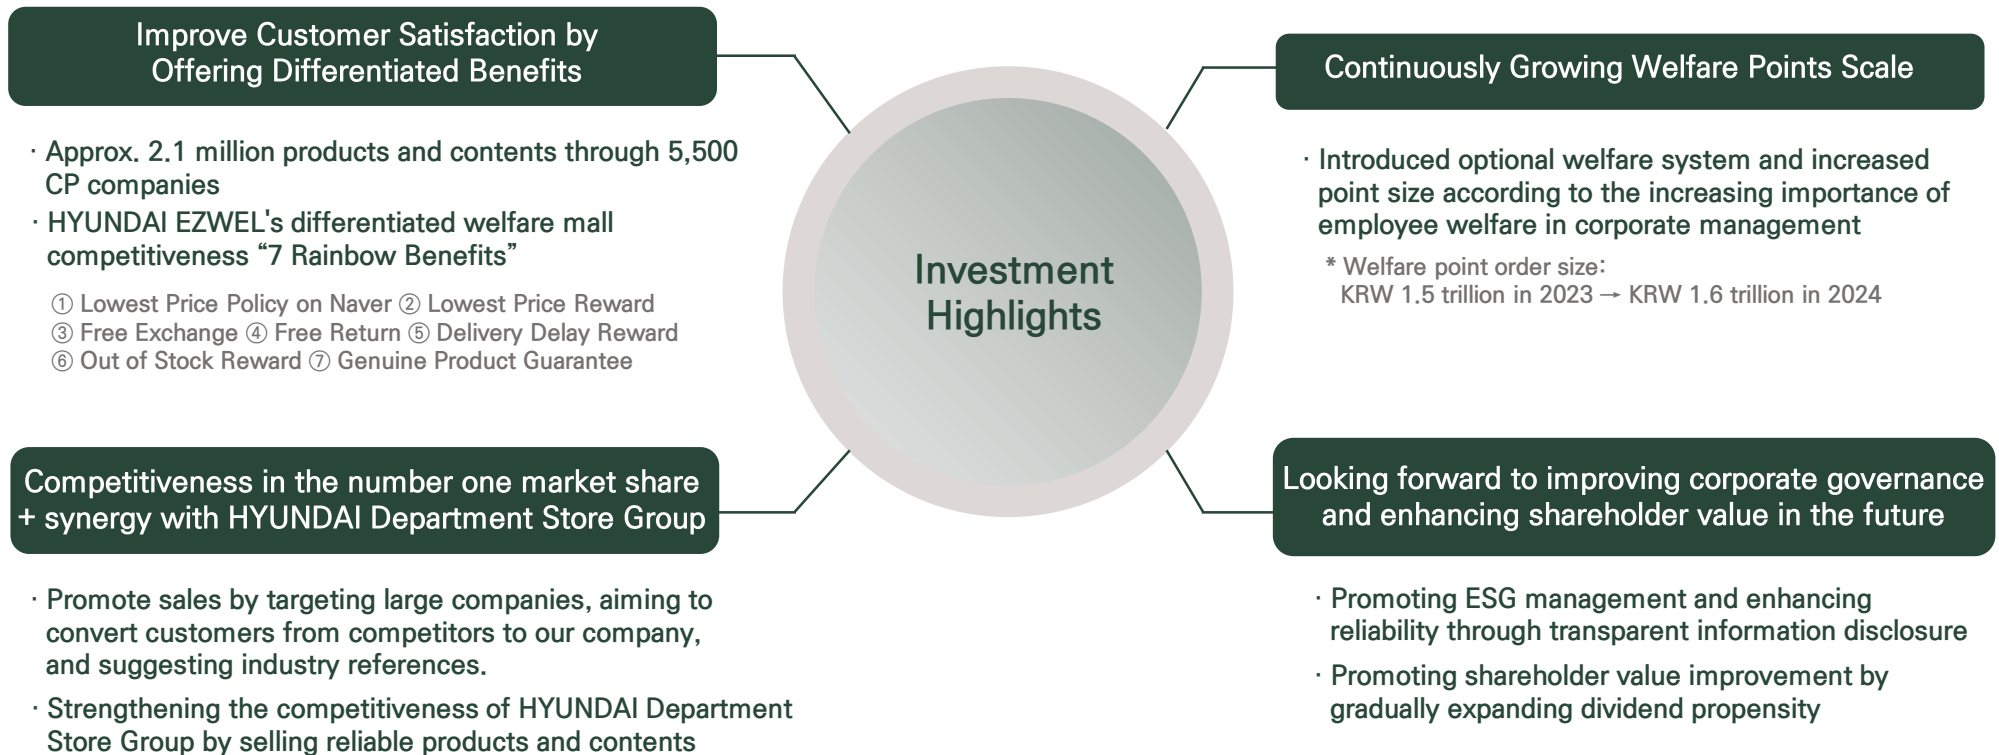 Improve Customer Satisfaction by
Offering Differentiated Benefits
· Approx. 2.1 million products and contents through 5,500
CP companies
· HYUNDAI EZWEL's differentiated welfare mall
competitiveness “7 Rainbow Benefits”
① Lowest Price Policy on Naver ② Lowest Price Reward
③ Free Exchange ④ Free Return ⑤ Delivery Delay Reward
⑥ Out of Stock Reward ⑦ Genuine Product Guarantee
Investment
Highlights
Continuously Growing Welfare Points Scale
· Introduced optional welfare system and increased
point size according to the increasing importance of
employee welfare in corporate management
* Welfare point order size:
KRW 1.5 trillion in 2023 → KRW 1.6 trillion in 2024
Competitiveness in the number one market share
+ synergy with HYUNDAI Department Store Group
· Promote sales by targeting large companies, aiming to
convert customers from competitors to our company,
and suggesting industry references.
· Strengthening the competitiveness of HYUNDAI Department
Store Group by selling reliable products and contents
Looking forward to improving corporate governance
and enhancing shareholder value in the future
· Promoting ESG management and enhancing
reliability through transparent information disclosure
· Promoting shareholder value improvement by
gradually expanding dividend propensity